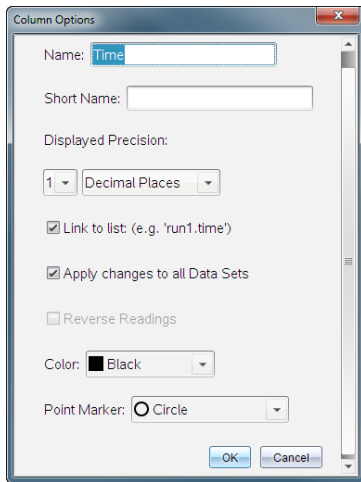 Column Options
Name: Time
Short Name:
Displayed Precision:
1 Decimal Places
Link to list: (e.g. 'run1.time')
Apply changes to all Data Sets
Reverse Readings
Color: Black
Point Marker: Circle
OK Cancel